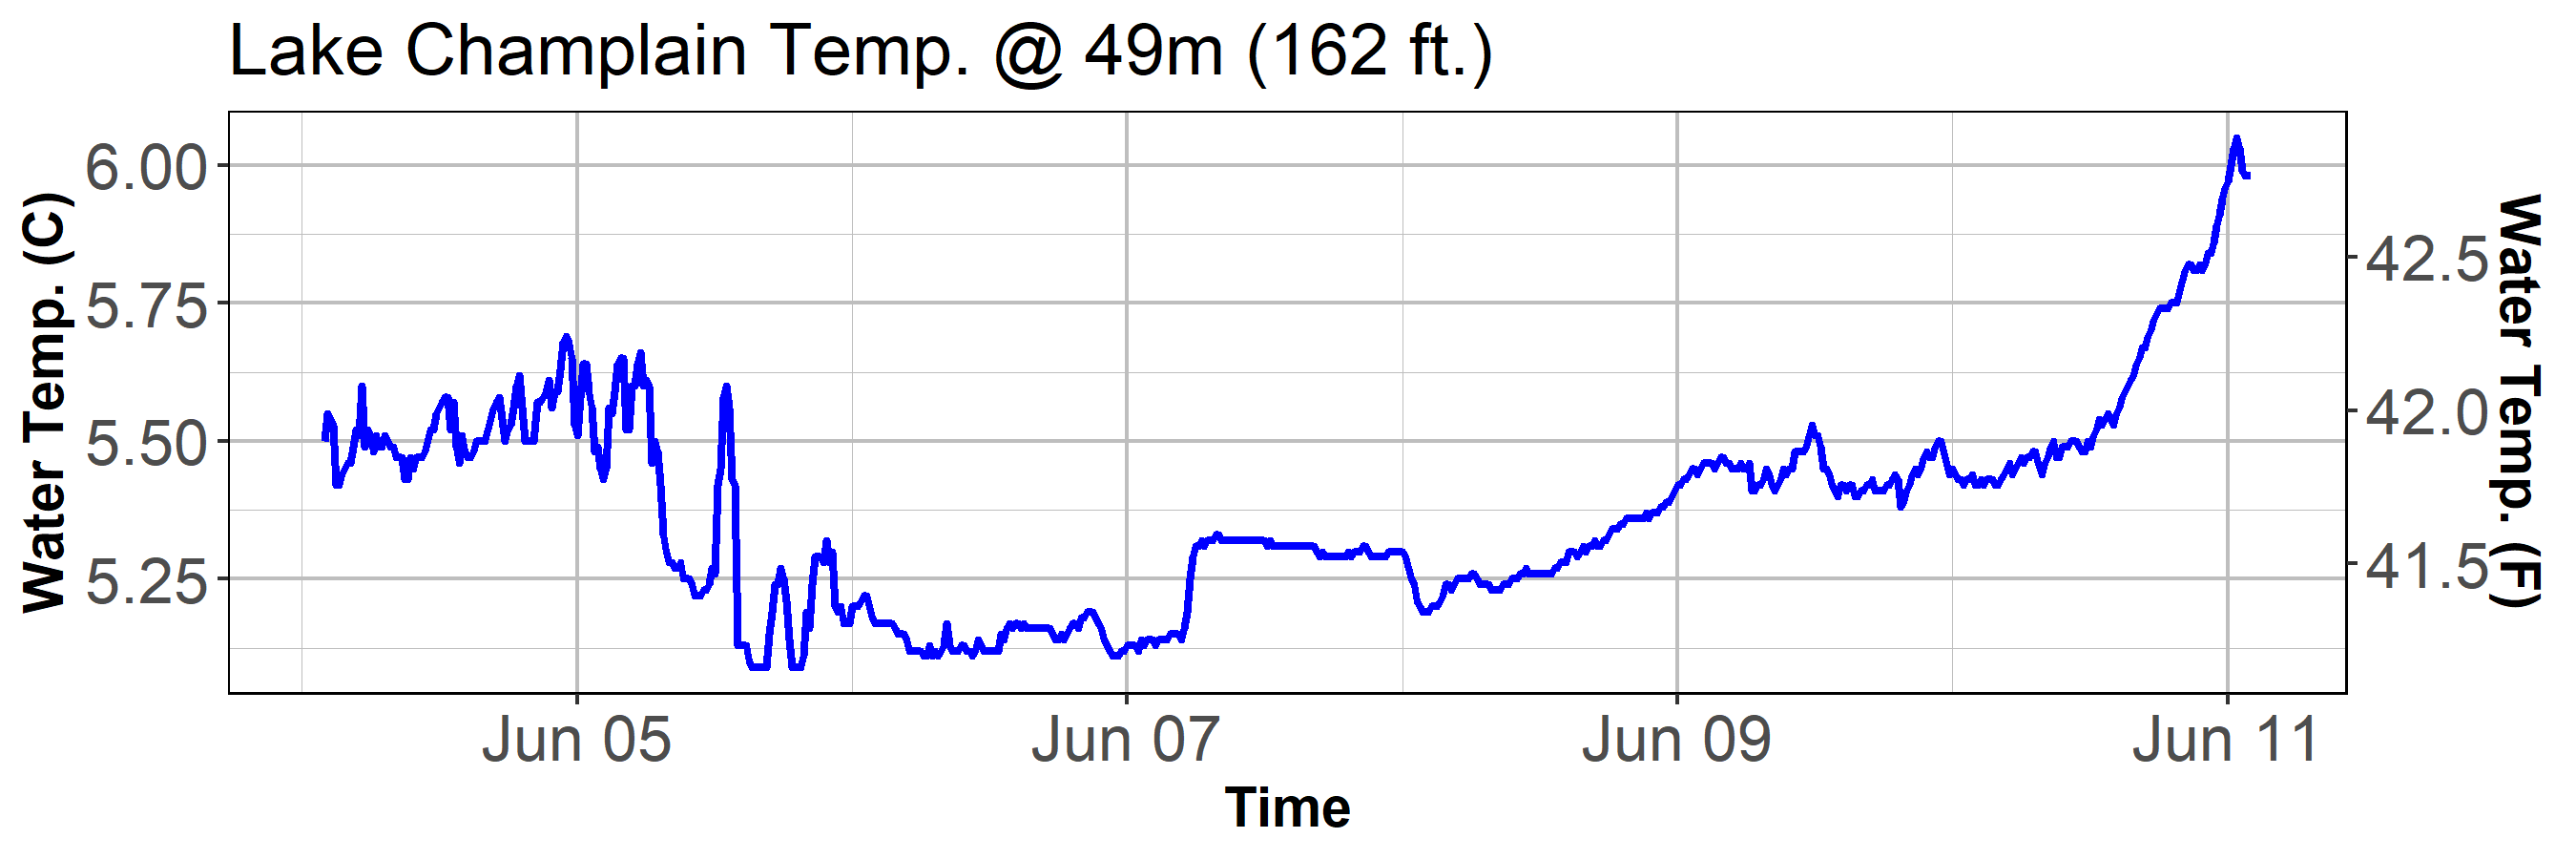 Lake Champlain Temp. @ 49m (162 ft.)
Water Temp. (C)
6.00
5.75
5.50
5.25
42.5
42.0
41.5
Water Temp. (F)
Jun 05
Jun 07
Jun 09
Jun 11
Time